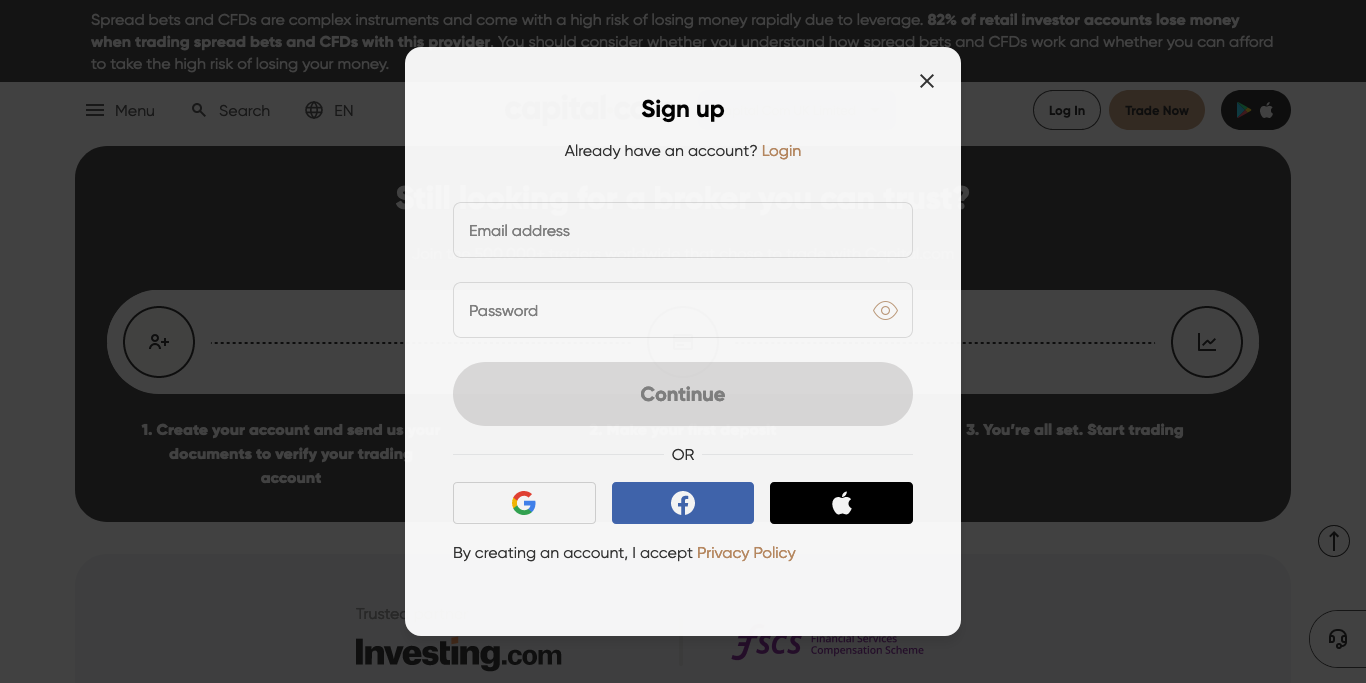 Spread bets and CFDs are complex instruments and come with a high risk of losing money rapidly due to leverage. 82% of retail investor accounts lose money
when trading spread bets and CFDs with this provider. You should consider whether you understand how spread bets and CFDs work and whether you can afford
to take the high risk of losing your money.
Menu
Search
EN
capital.co
Log In
Trade Now
Sign up
Already have an account? Login
Still looking for a broker you can trust?
Email address
Password
Continue
1. Create your account and send us your
documents to verify your trading
account
3. You're all set. Start trading
OR
By creating an account, I accept Privacy Policy
Trusted
Investing.com
FSCS
Financial Services
Compensation Scheme